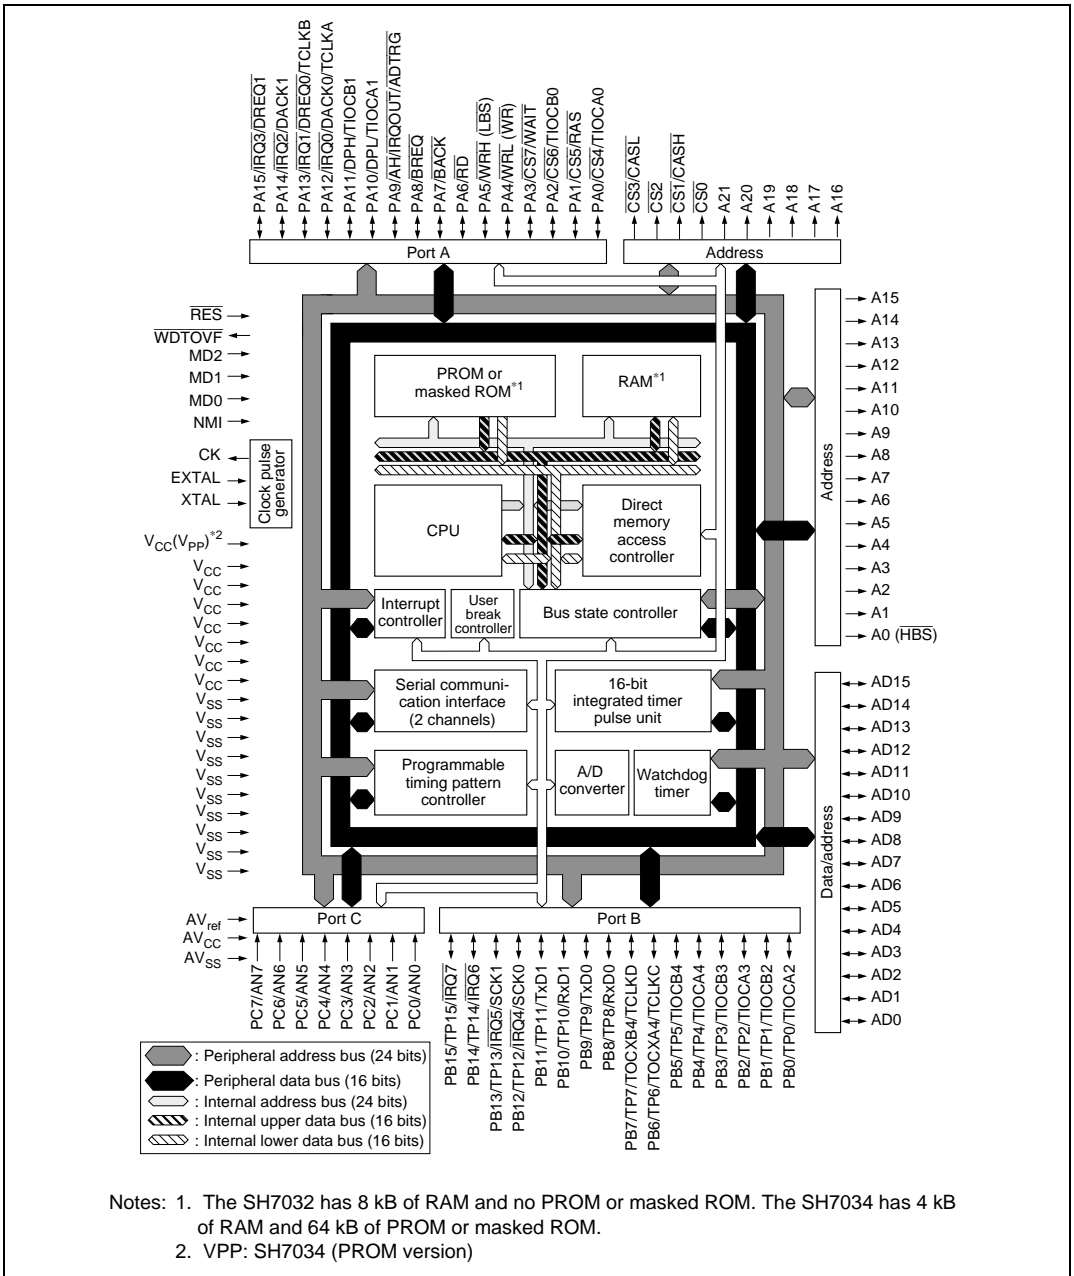 PA15/IRQ3/DREQ1
PA14/IRQ2/DACK1
PA13/IRQ1/DREQ0/TCLKB
PA12/IRQ0/DACK0/TCLKA
PA11/DPH/TIOCB1
PA10/DPL/TIOCA1
PA9/AH/IRQOUT/ADTRG
PA8/BREQ
PA7/BACK
PA6/RD
PA5/WRH (LBS)
PA4/WRL (WR)
PA3/CS7/WAIT
PA2/CS6/TIOCB0
PA1/CS5/RAS
PA0/CS4/TIOCA0
CS3/CASL
CS2
CS1/CASH
CS0
A21
A20
A19
A18
A17
A16
Port A
Address
RES
WDTOVF
MD2
MD1
MD0
NMI
CK
EXTAL
XTAL
Clock pulse
generator
VCC(VPP)*2
VCC
VCC
VCC
VCC
VCC
VCC
VCC
VSS
VSS
VSS
VSS
VSS
VSS
VSS
VSS
VSS
VSS
AVref
AVCC
AVSS
PROM or
masked ROM*1
RAM*1
CPU
Direct
memory
access
controller
Interrupt
controller
User
break
controller
Bus state controller
Serial communi-
cation interface
(2 channels)
16-bit
integrated timer
pulse unit
Programmable
timing pattern
controller
A/D
converter
Watchdog
timer
Address
A15
A14
A13
A12
A11
A10
A9
A8
A7
A6
A5
A4
A3
A2
A1
A0 (HBS)
Data/address
AD15
AD14
AD13
AD12
AD11
AD10
AD9
AD8
AD7
AD6
AD5
AD4
AD3
AD2
AD1
AD0
Port C
Port B
PC7/AN7
PC6/AN6
PC5/AN5
PC4/AN4
PC3/AN3
PC2/AN2
PC1/AN1
PC0/AN0
PB15/TP15/IRQ7
PB14/TP14/IRQ6
PB13/TP13/IRQ5/SCK1
PB12/TP12/IRQ4/SCK0
PB11/TP11/TxD1
PB10/TP10/RxD1
PB9/TP9/TxD0
PB8/TP8/RxD0
PB7/TP7/TOCXB4/TCLKD
PB6/TP6/TOCXA4/TCLKC
PB5/TP5/TIOCB4
PB4/TP4/TIOCA4
PB3/TP3/TIOCB3
PB2/TP2/TIOCA3
PB1/TP1/TIOCB2
PB0/TP0/TIOCA2
: Peripheral address bus (24 bits)
: Peripheral data bus (16 bits)
: Internal address bus (24 bits)
: Internal upper data bus (16 bits)
: Internal lower data bus (16 bits)
Notes: 1. The SH7032 has 8 kB of RAM and no PROM or masked ROM. The SH7034 has 4 kB
of RAM and 64 kB of PROM or masked ROM.
2. VPP: SH7034 (PROM version)